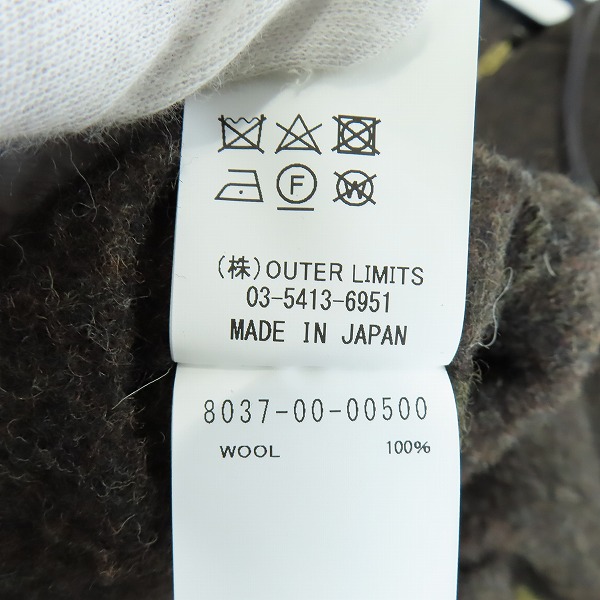 F
W
(株)OUTER LIMITS
03-5413-6951
MADE IN JAPAN
8037-00-00500
WOOL 100%